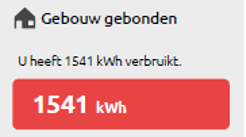 Gebouw gebonden
U heeft 1541 kWh verbruikt.
1541 kWh